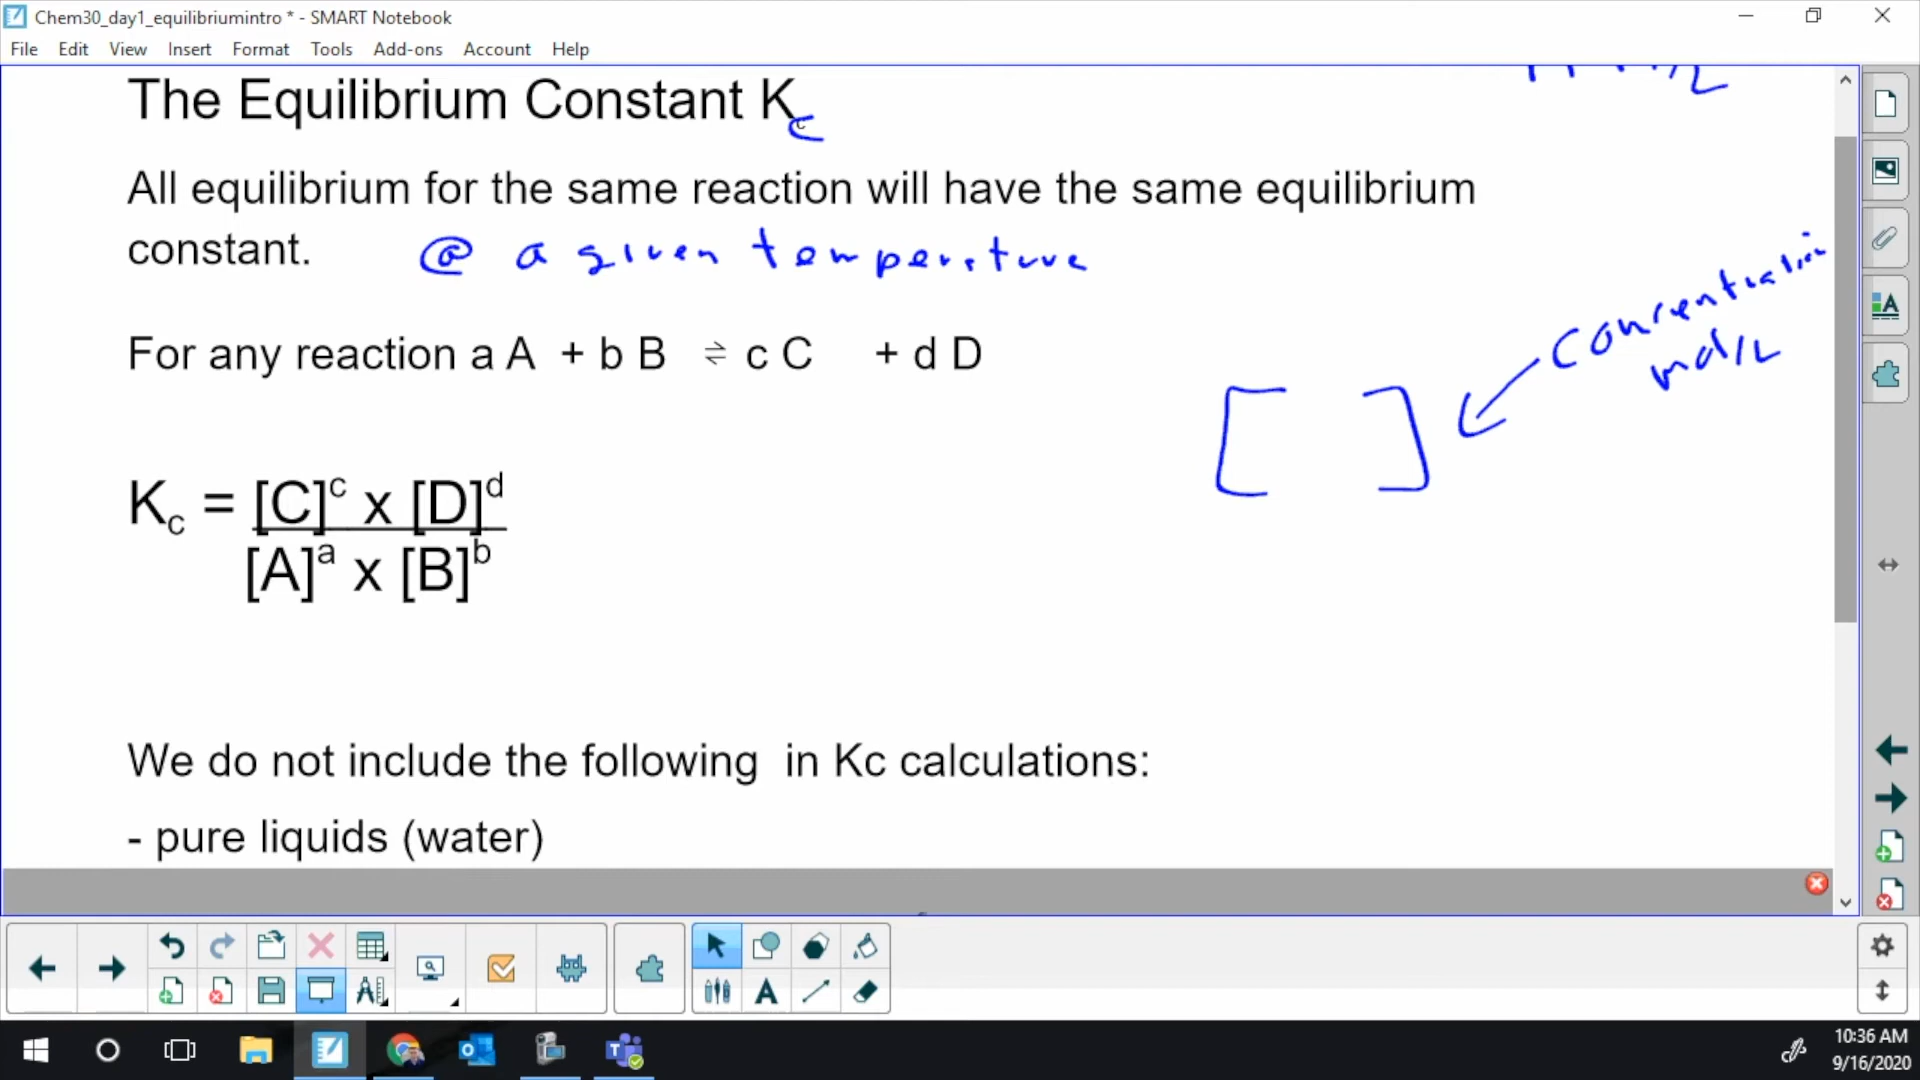 Chem30_day1_equilibriumintro * - SMART Notebook
File Edit View Insert Format Tools Add-ons Account Help
The Equilibrium Constant Kc
All equilibrium for the same reaction will have the same equilibrium
constant. @ a given temperature
concentration
mol/L
For any reaction a A + b B ⇌ c C + d D
[ ]
Kc = [C]^c x [D]^d
[A]^a x [B]^b
We do not include the following in Kc calculations:
- pure liquids (water)
10:36 AM
9/16/2020